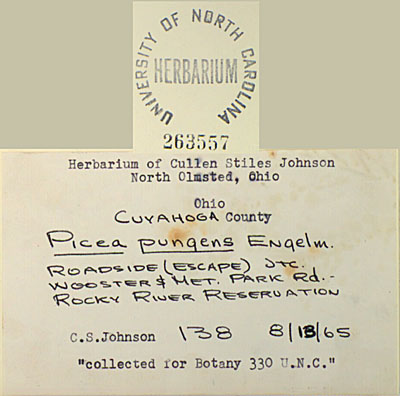 UNIVERSITY OF NORTH CAROLINA
HERBARIUM
263557
Herbarium of Cullen Stiles Johnson
North Olmsted, Ohio
Ohio
CUYAHOGA County
Picea pungens Engelm.
ROADSIDE (ESCAPE) JTC.
WOOSTER & MET. PARK Rd. -
ROCKY RIVER RESERVATION
C.S.Johnson 138 8/13/65
"collected for Botany 330 U.N.C."